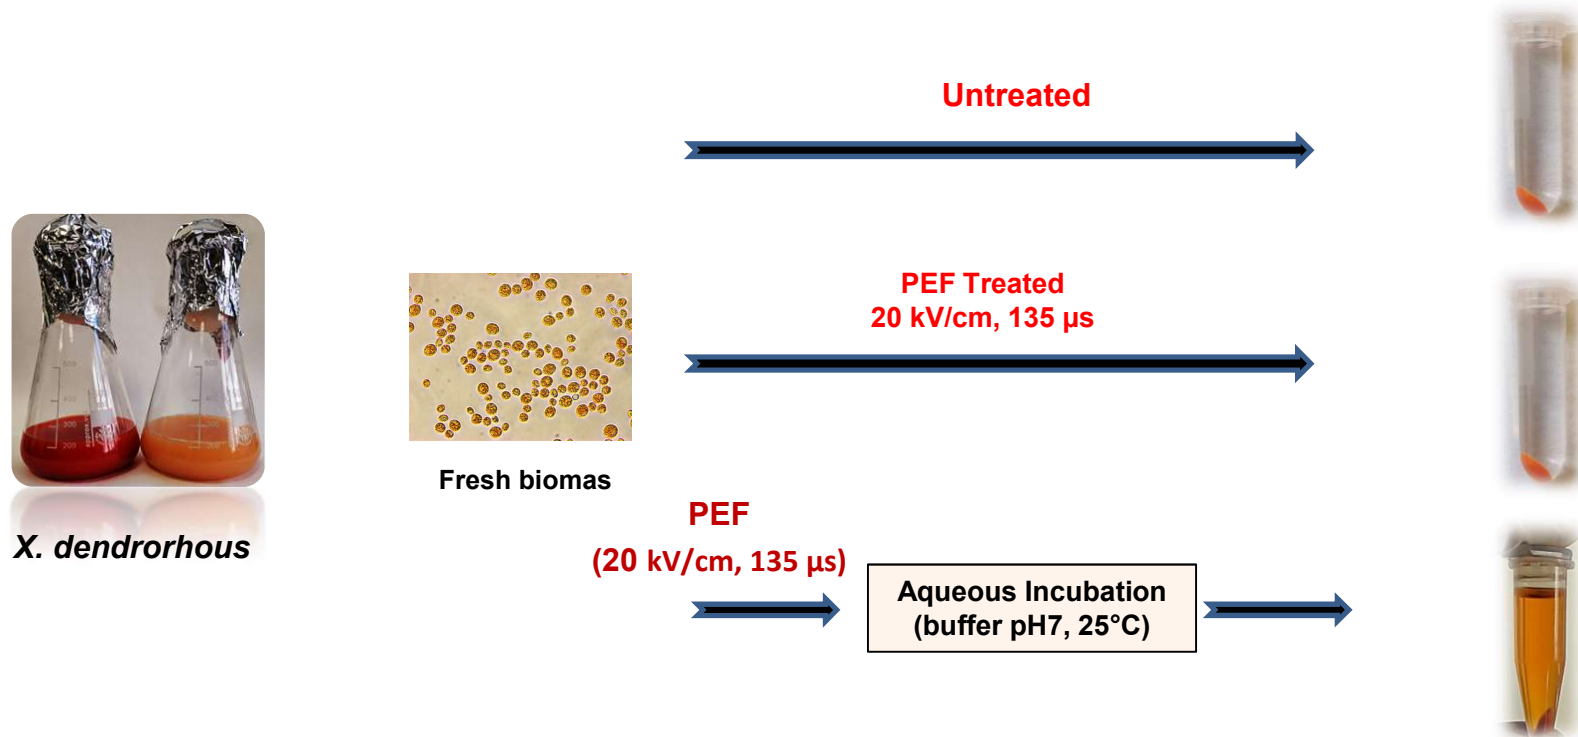 Untreated
PEF Treated
20 kV/cm, 135 µs
Fresh biomas
X. dendrorhous
PEF
(20 kV/cm, 135 µs)
Aqueous Incubation
(buffer pH7, 25°C)